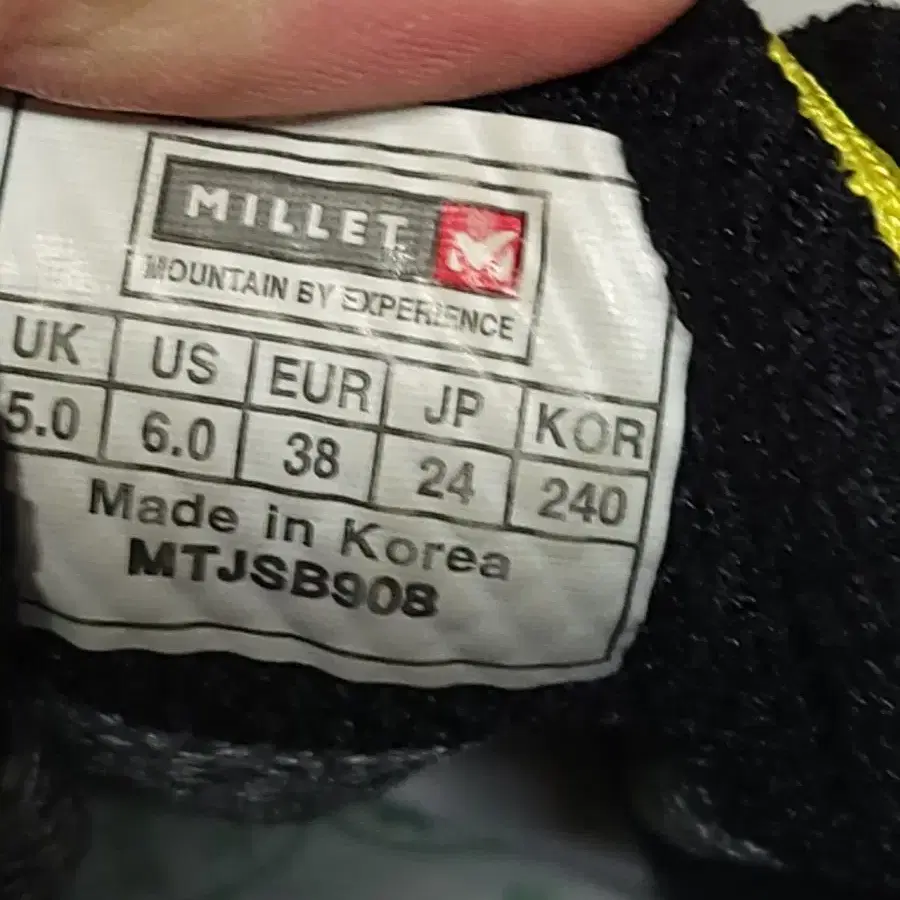 MILLET
MOUNTAIN BY EXPERIENCE
UK US EUR JP KOR
5.0 6.0 38 24 240
Made in Korea
MTJSB908